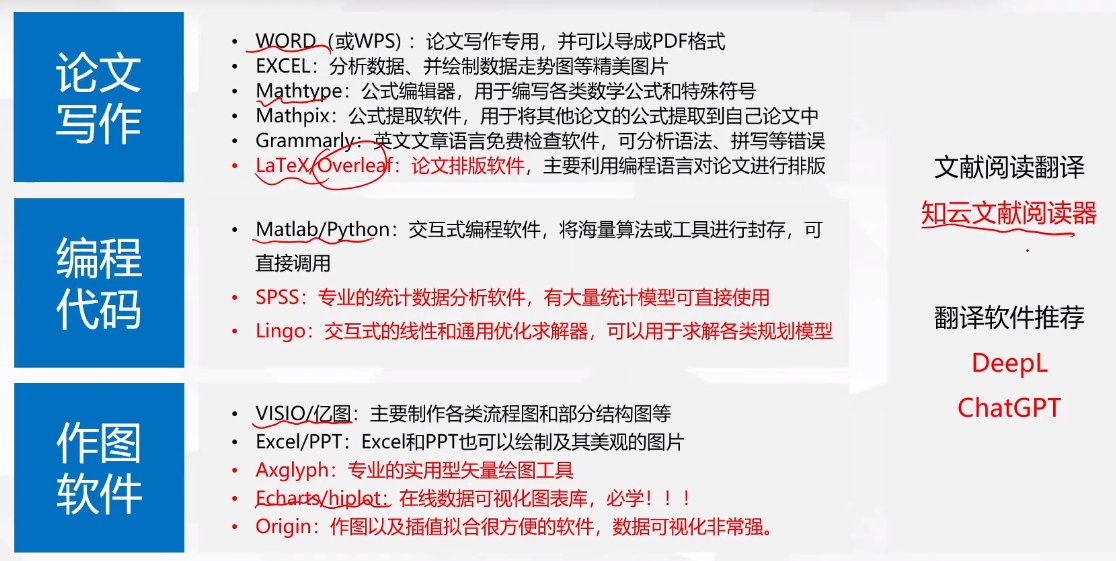 论文
写作
• WORD（或WPS）：论文写作专用，并可以导成PDF格式
• EXCEL：分析数据、并绘制数据走势图等精美图片
• Mathtype：公式编辑器，用于编写各类数学公式和特殊符号
• Mathpix：公式提取软件，用于将其他论文的公式提取到自己论文中
• Grammarly：英文文章语言免费检查软件，可分析语法、拼写等错误
• LaTeX/Overleaf：论文排版软件，主要利用编程语言对论文进行排版
编程
代码
• Matlab/Python：交互式编程软件，将海量算法或工具进行封存，可
直接调用
• SPSS：专业的统计数据分析软件，有大量统计模型可直接使用
• Lingo：交互式的线性和通用优化求解器，可以用于求解各类规划模型
作图
软件
• VISIO/亿图：主要制作各类流程图和部分结构图等
• Excel/PPT：Excel和PPT也可以绘制及其美观的图片
• Axglyph：专业的实用型矢量绘图工具
• Echarts/hiplot：在线数据可视化图表库，必学！！！
• Origin：作图以及插值拟合很方便的软件，数据可视化非常强。
文献阅读翻译
知云文献阅读器
翻译软件推荐
DeepL
ChatGPT